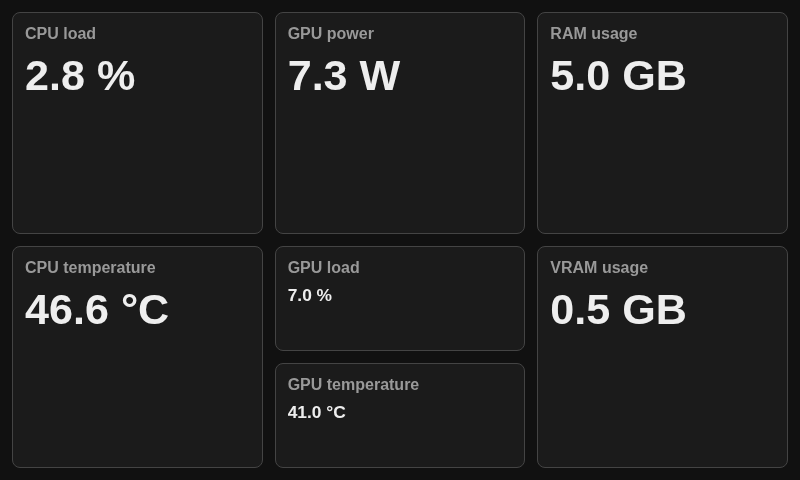 CPU load
2.8 %
GPU power
7.3 W
RAM usage
5.0 GB
CPU temperature
46.6 °C
GPU load
7.0 %
GPU temperature
41.0 °C
VRAM usage
0.5 GB